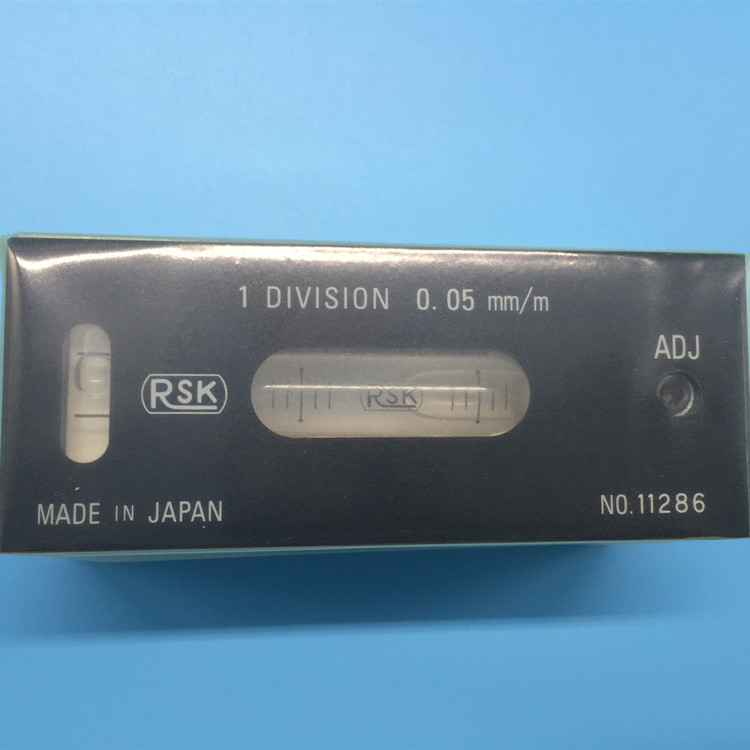 1 DIVISION 0.05 mm/m
ADJ
RSK
RSK
MADE IN JAPAN
NO.11286